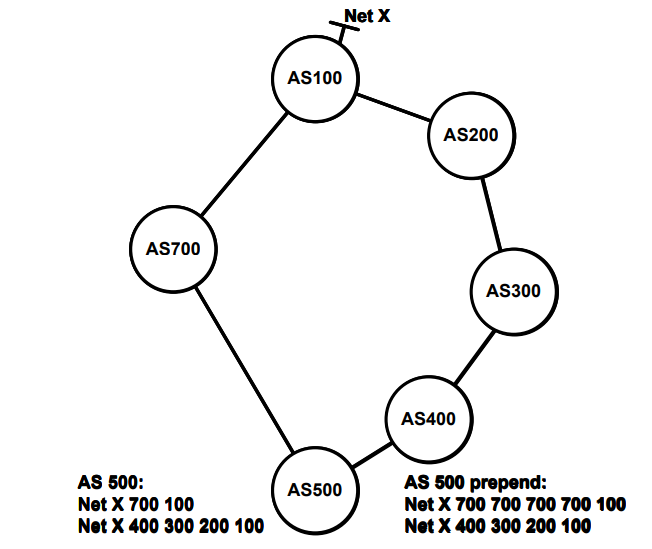 Net X
AS100
AS200
AS700
AS300
AS400
AS500
AS 500:
Net X 700 100
Net X 400 300 200 100
AS 500 prepend:
Net X 700 700 700 700 100
Net X 400 300 200 100